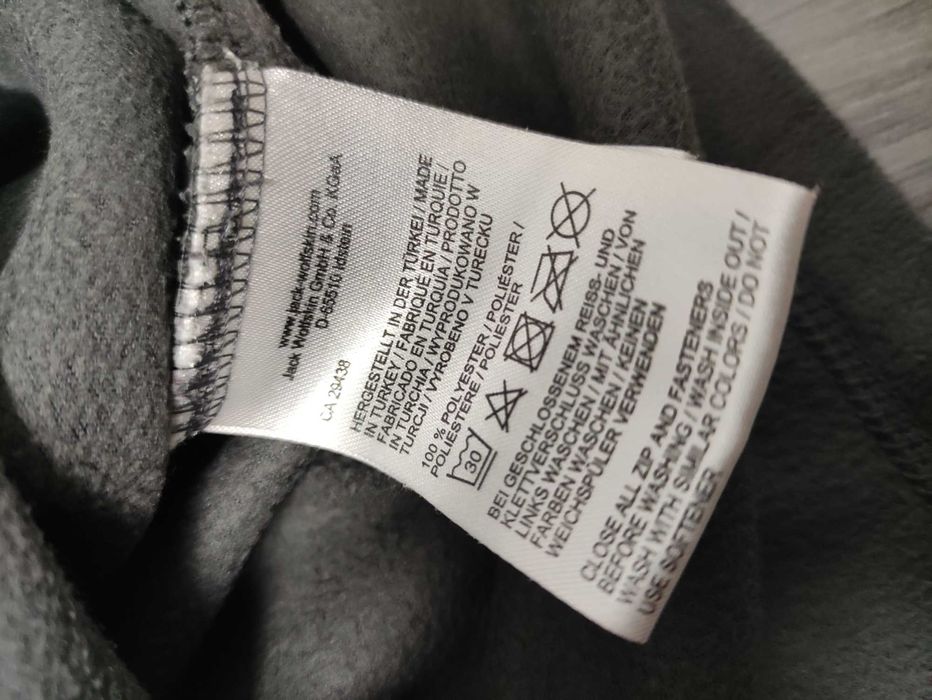 www.jack-wolfskin.com
Jack Wolfskin GmbH & Co. KGaA
D-65510 Idstein
CA 29438
HERGESTELLT IN DER TÜRKEI / MADE
IN TURKEY / FABRIQUÉ EN TURQUIE /
FABRICADO EN TURQUÍA / PRODOTTO
IN TURCHIA / WYPRODUKOWANO W
TURCJI / VYROBENO V TURECKU
100 % POLYESTER / POLIÉSTER /
POLIESTERE / POLIESTER
30
BEI GESCHLOSSENEM REISS- UND
KLETTVERSCHLUSS WASCHEN / VON
LINKS WASCHEN / MIT ÄHNLICHEN
FARBEN WASCHEN / KEINEN
WEICHSPÜLER VERWENDEN
CLOSE ALL ZIP AND FASTENERS
BEFORE WASHING / WASH INSIDE OUT /
WASH WITH SIMILAR COLORS / DO NOT
USE SOFTENER